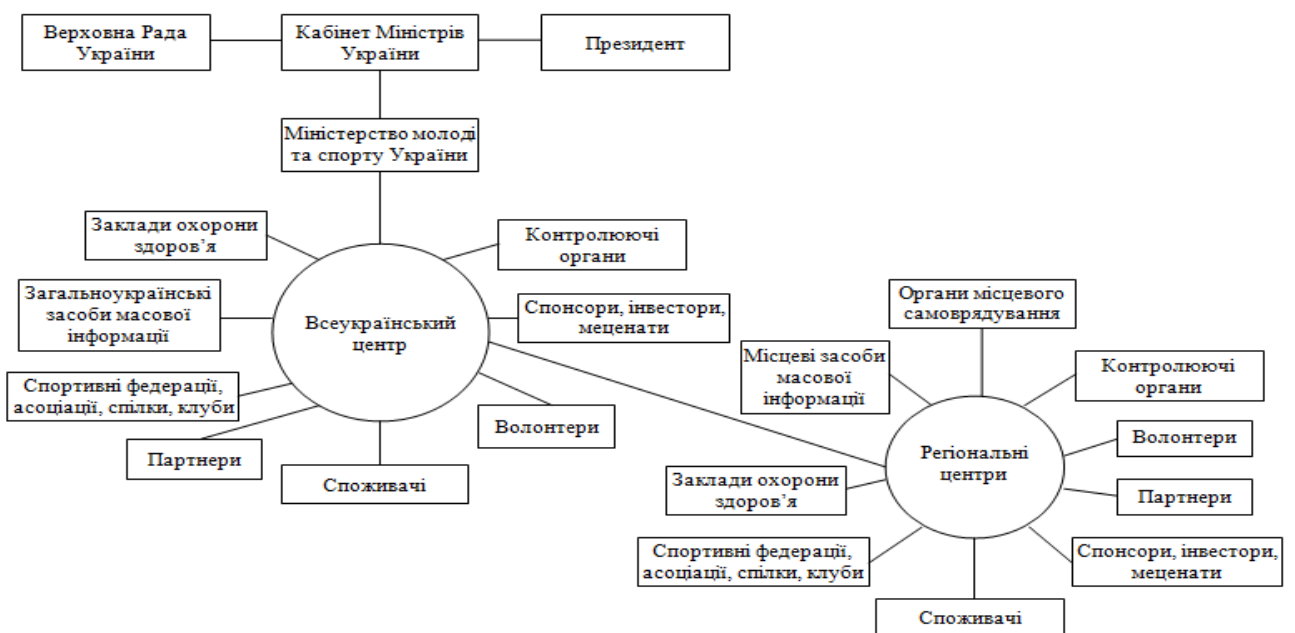 Верховна Рада
України
Кабінет Міністрів
України
Президент
Міністерство молоді
та спорту України
Заклади охорони
здоров’я
Контролюючі
органи
Загальноукраїнські
засоби масової
інформації
Всеукраїнський
центр
Спонсори, інвестори,
меценати
Спортивні федерації,
асоціації, спілки, клуби
Партнери
Споживачі
Волонтери
Органи місцевого
самоврядування
Місцеві засоби
масової
інформації
Контролюючі
органи
Волонтери
Регіональні
центри
Заклади охорони
здоров’я
Партнери
Спортивні федерації,
асоціації, спілки, клуби
Спонсори, інвестори,
меценати
Споживачі